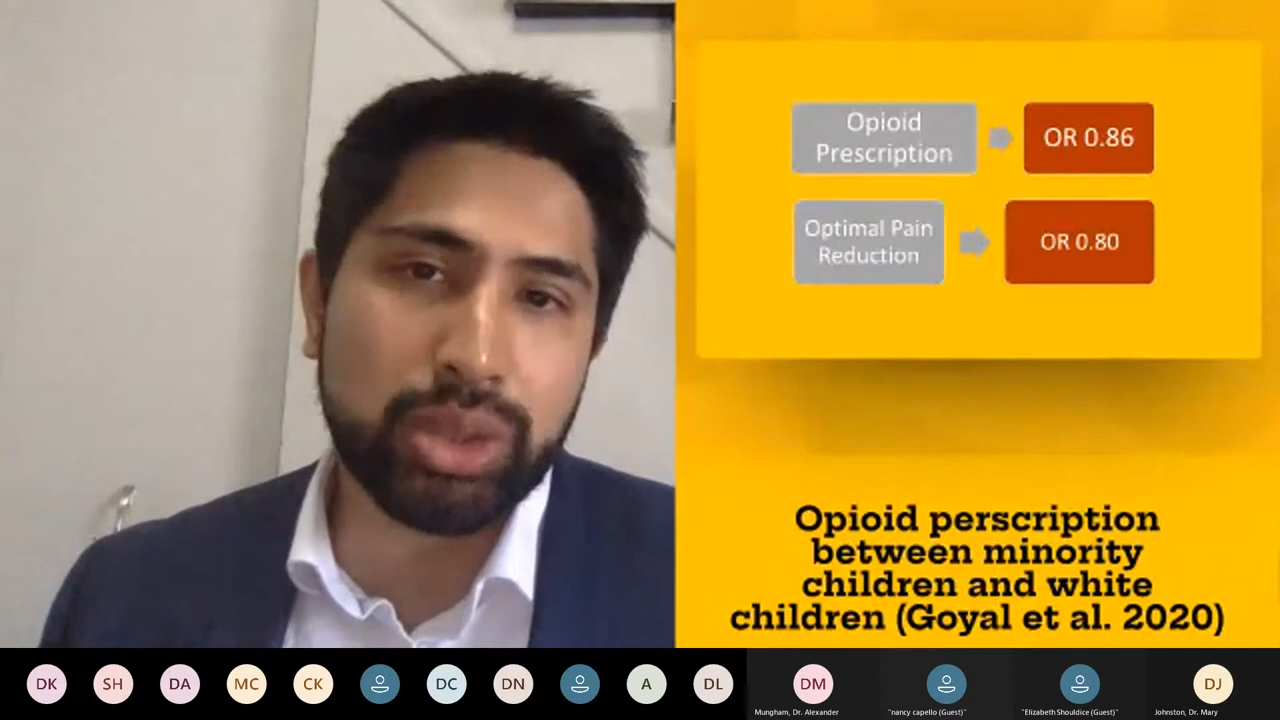 Opioid
Prescription
OR 0.86
Optimal Pain
Reduction
OR 0.80
Opioid perscription
between minority
children and white
children (Goyal et al. 2020)
DK
SH
DA
MC
CK
DC
DN
A
DL
DM
DJ
Mungham, Dr. Alexander
"nancy capello (Guest)"
"Elizabeth Shouldice (Guest)"
Johnston, Dr. Mary